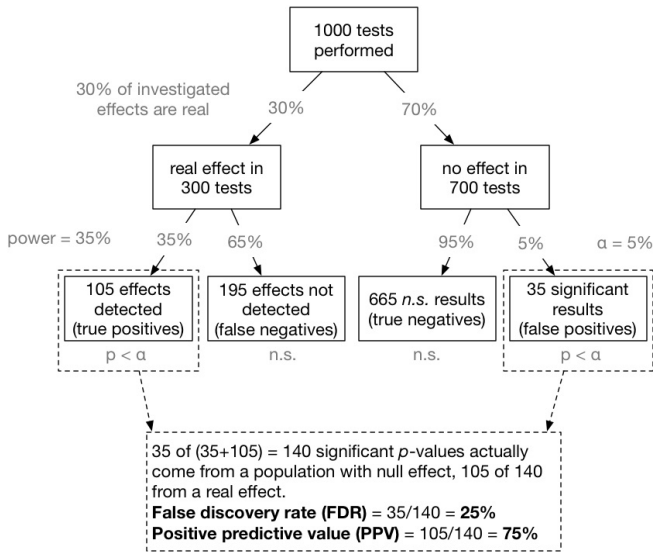 1000 tests
performed
30% of investigated
effects are real
30%
70%
real effect in
300 tests
no effect in
700 tests
power = 35%
35%
65%
95%
5%
α = 5%
105 effects
detected
(true positives)
195 effects not
detected
(false negatives)
665 n.s. results
(true negatives)
35 significant
results
(false positives)
p < α
n.s.
n.s.
p < α
35 of (35+105) = 140 significant p-values actually
come from a population with null effect, 105 of 140
from a real effect.
False discovery rate (FDR) = 35/140 = 25%
Positive predictive value (PPV) = 105/140 = 75%